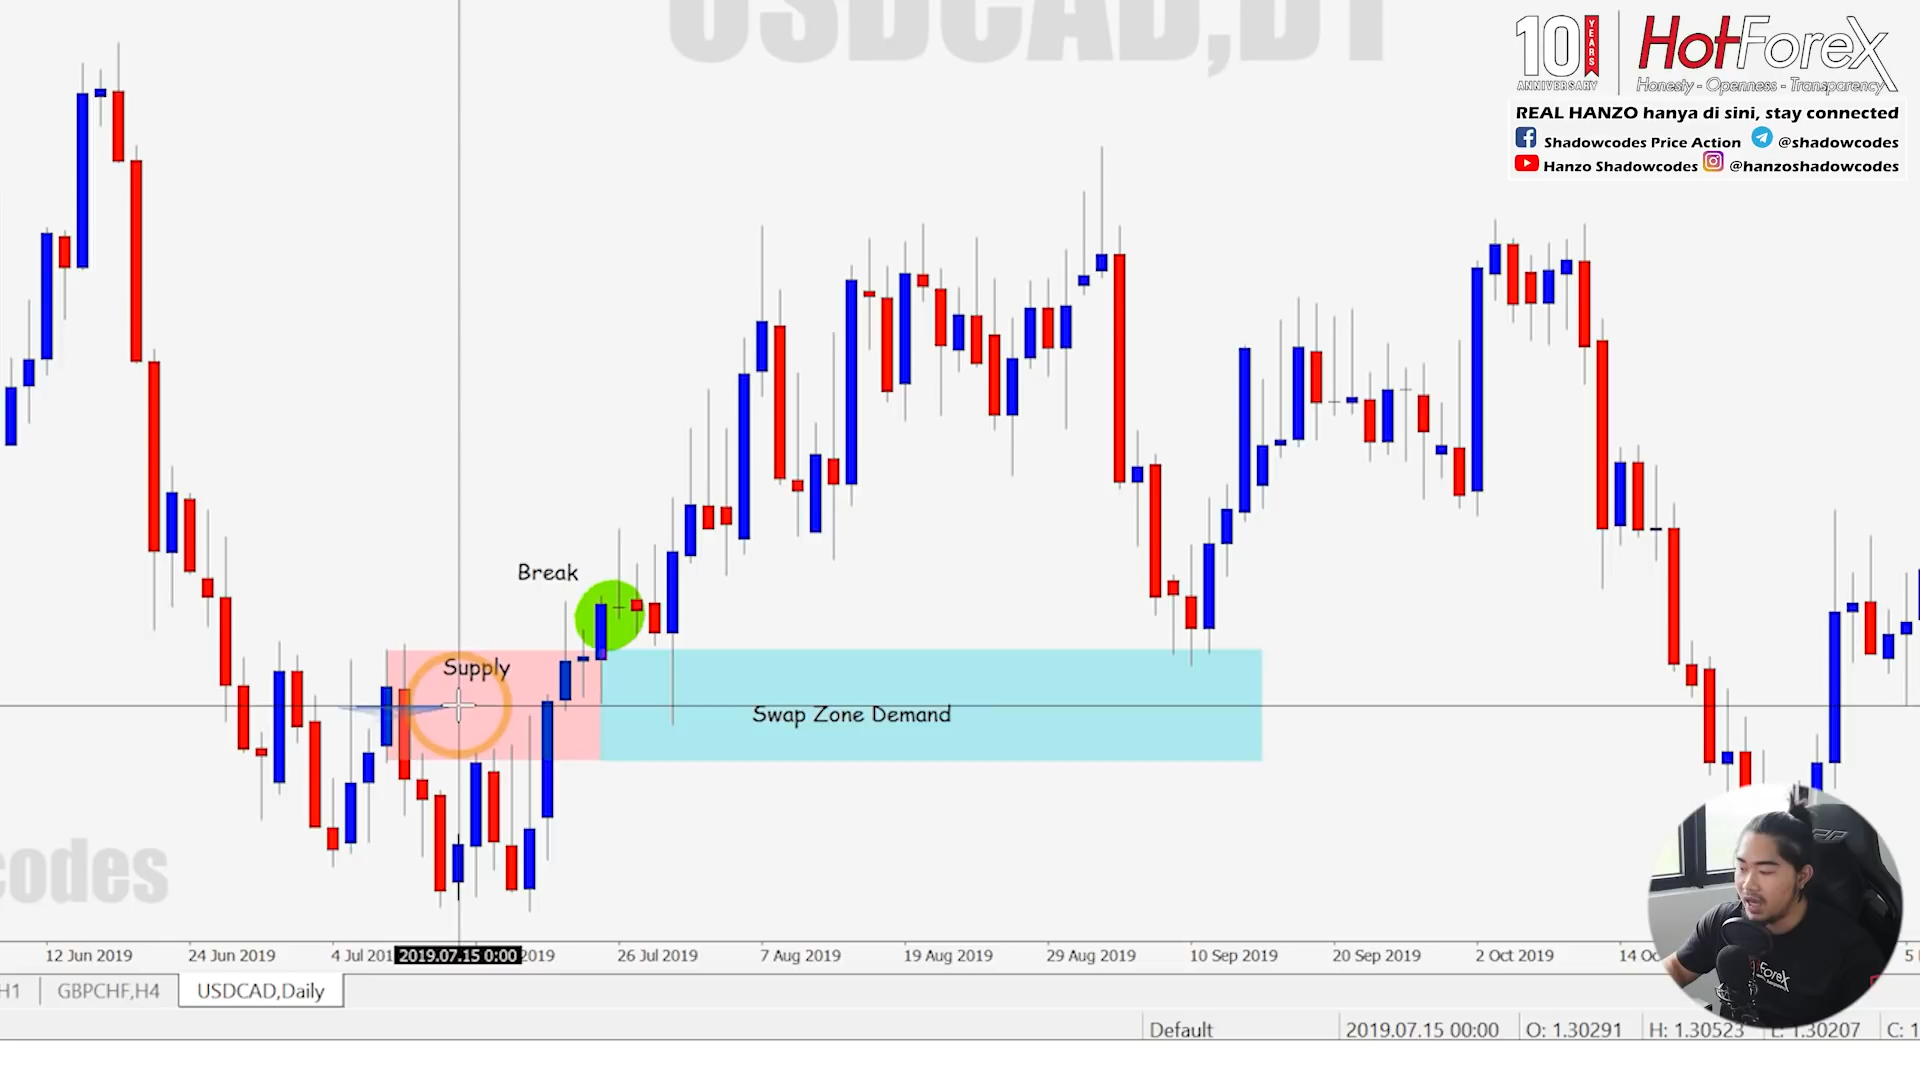 USDCAD,D1
10 YEARS
ANNIVERSARY
HotForex
Honesty - Openness - Transparency
REAL HANZO hanya di sini, stay connected
Shadowcodes Price Action @shadowcodes
Hanzo Shadowcodes @hanzoshadowcodes
Break
Supply
Swap Zone Demand
codes
12 Jun 2019 24 Jun 2019 4 Jul 201 2019.07.15 0:00 2019 26 Jul 2019 7 Aug 2019 19 Aug 2019 29 Aug 2019 10 Sep 2019 20 Sep 2019 2 Oct 2019 14 Oc 5
H1 GBPCHF,H4 USDCAD,Daily
Default 2019.07.15 00:00 O: 1.30291 H: 1.30523 L: 1.30207 C: 1